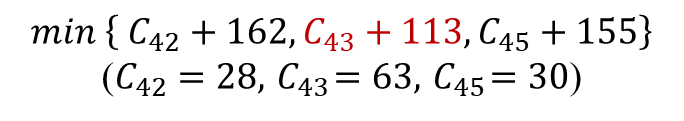 min { C₄₂ + 162, C₄₃ + 113, C₄₅ + 155}
(C₄₂ = 28, C₄₃ = 63, C₄₅ = 30)